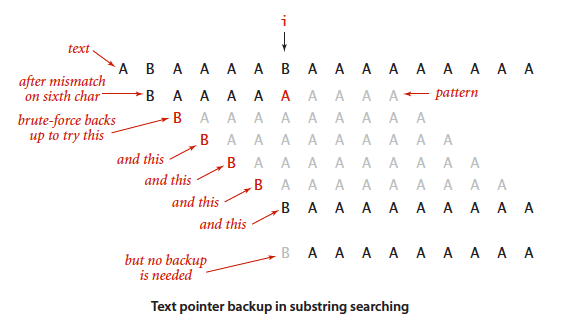 i
text
A B A A A A B A A A A A A A A A
after mismatch
on sixth char
B A A A A A A A A A
pattern
brute-force backs
up to try this
B A A A A A A A A A
and this
B A A A A A A A A A
and this
B A A A A A A A A A
and this
B A A A A A A A A A
and this
B A A A A A A A A A
but no backup
is needed
B A A A A A A A A A
Text pointer backup in substring searching